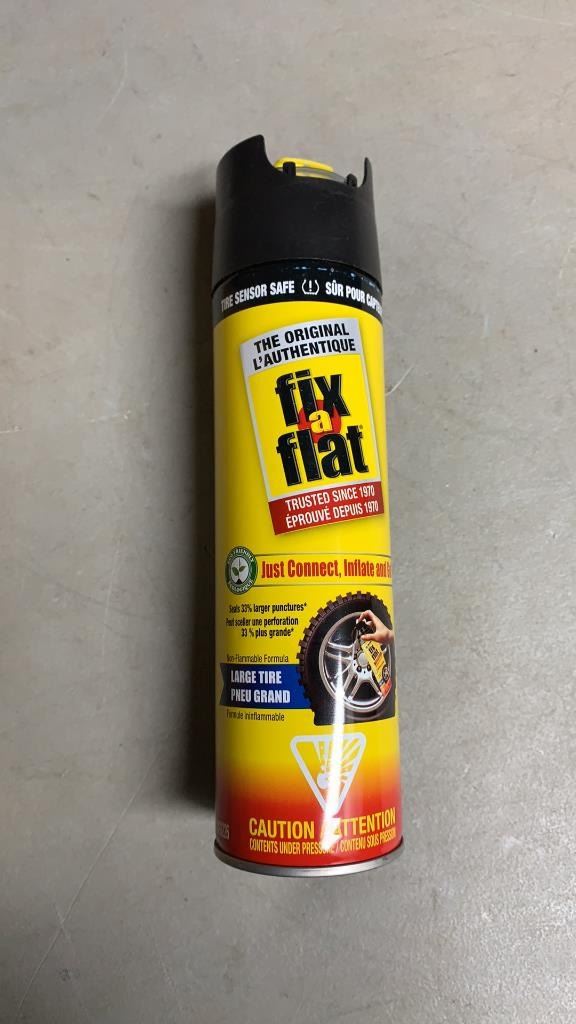 TIRE SENSOR SAFE (!) SÛR POUR
THE ORIGINAL
L'AUTHENTIQUE
fix
a
flat
TRUSTED SINCE 1970
ÉPROUVÉ DEPUIS 1970
Just Connect, Inflate and
Seals 33% larger punctures*
Peut sceller une perforation
33 % plus grande*
Non-Flammable Formula
LARGE TIRE
PNEU GRAND
Formule ininflammable
CAUTION / ATTENTION
CONTENTS UNDER PRESSURE / CONTENU SOUS PRESSION